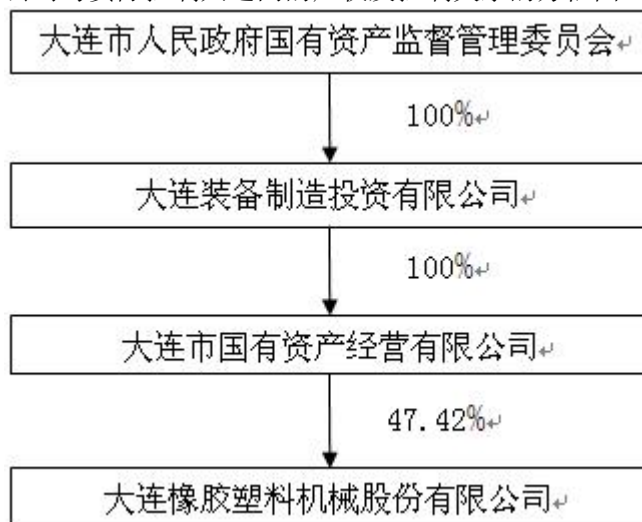 大连市人民政府国有资产监督管理委员会
100%
大连装备制造投资有限公司
100%
大连市国有资产经营有限公司
47.42%
大连橡胶塑料机械股份有限公司